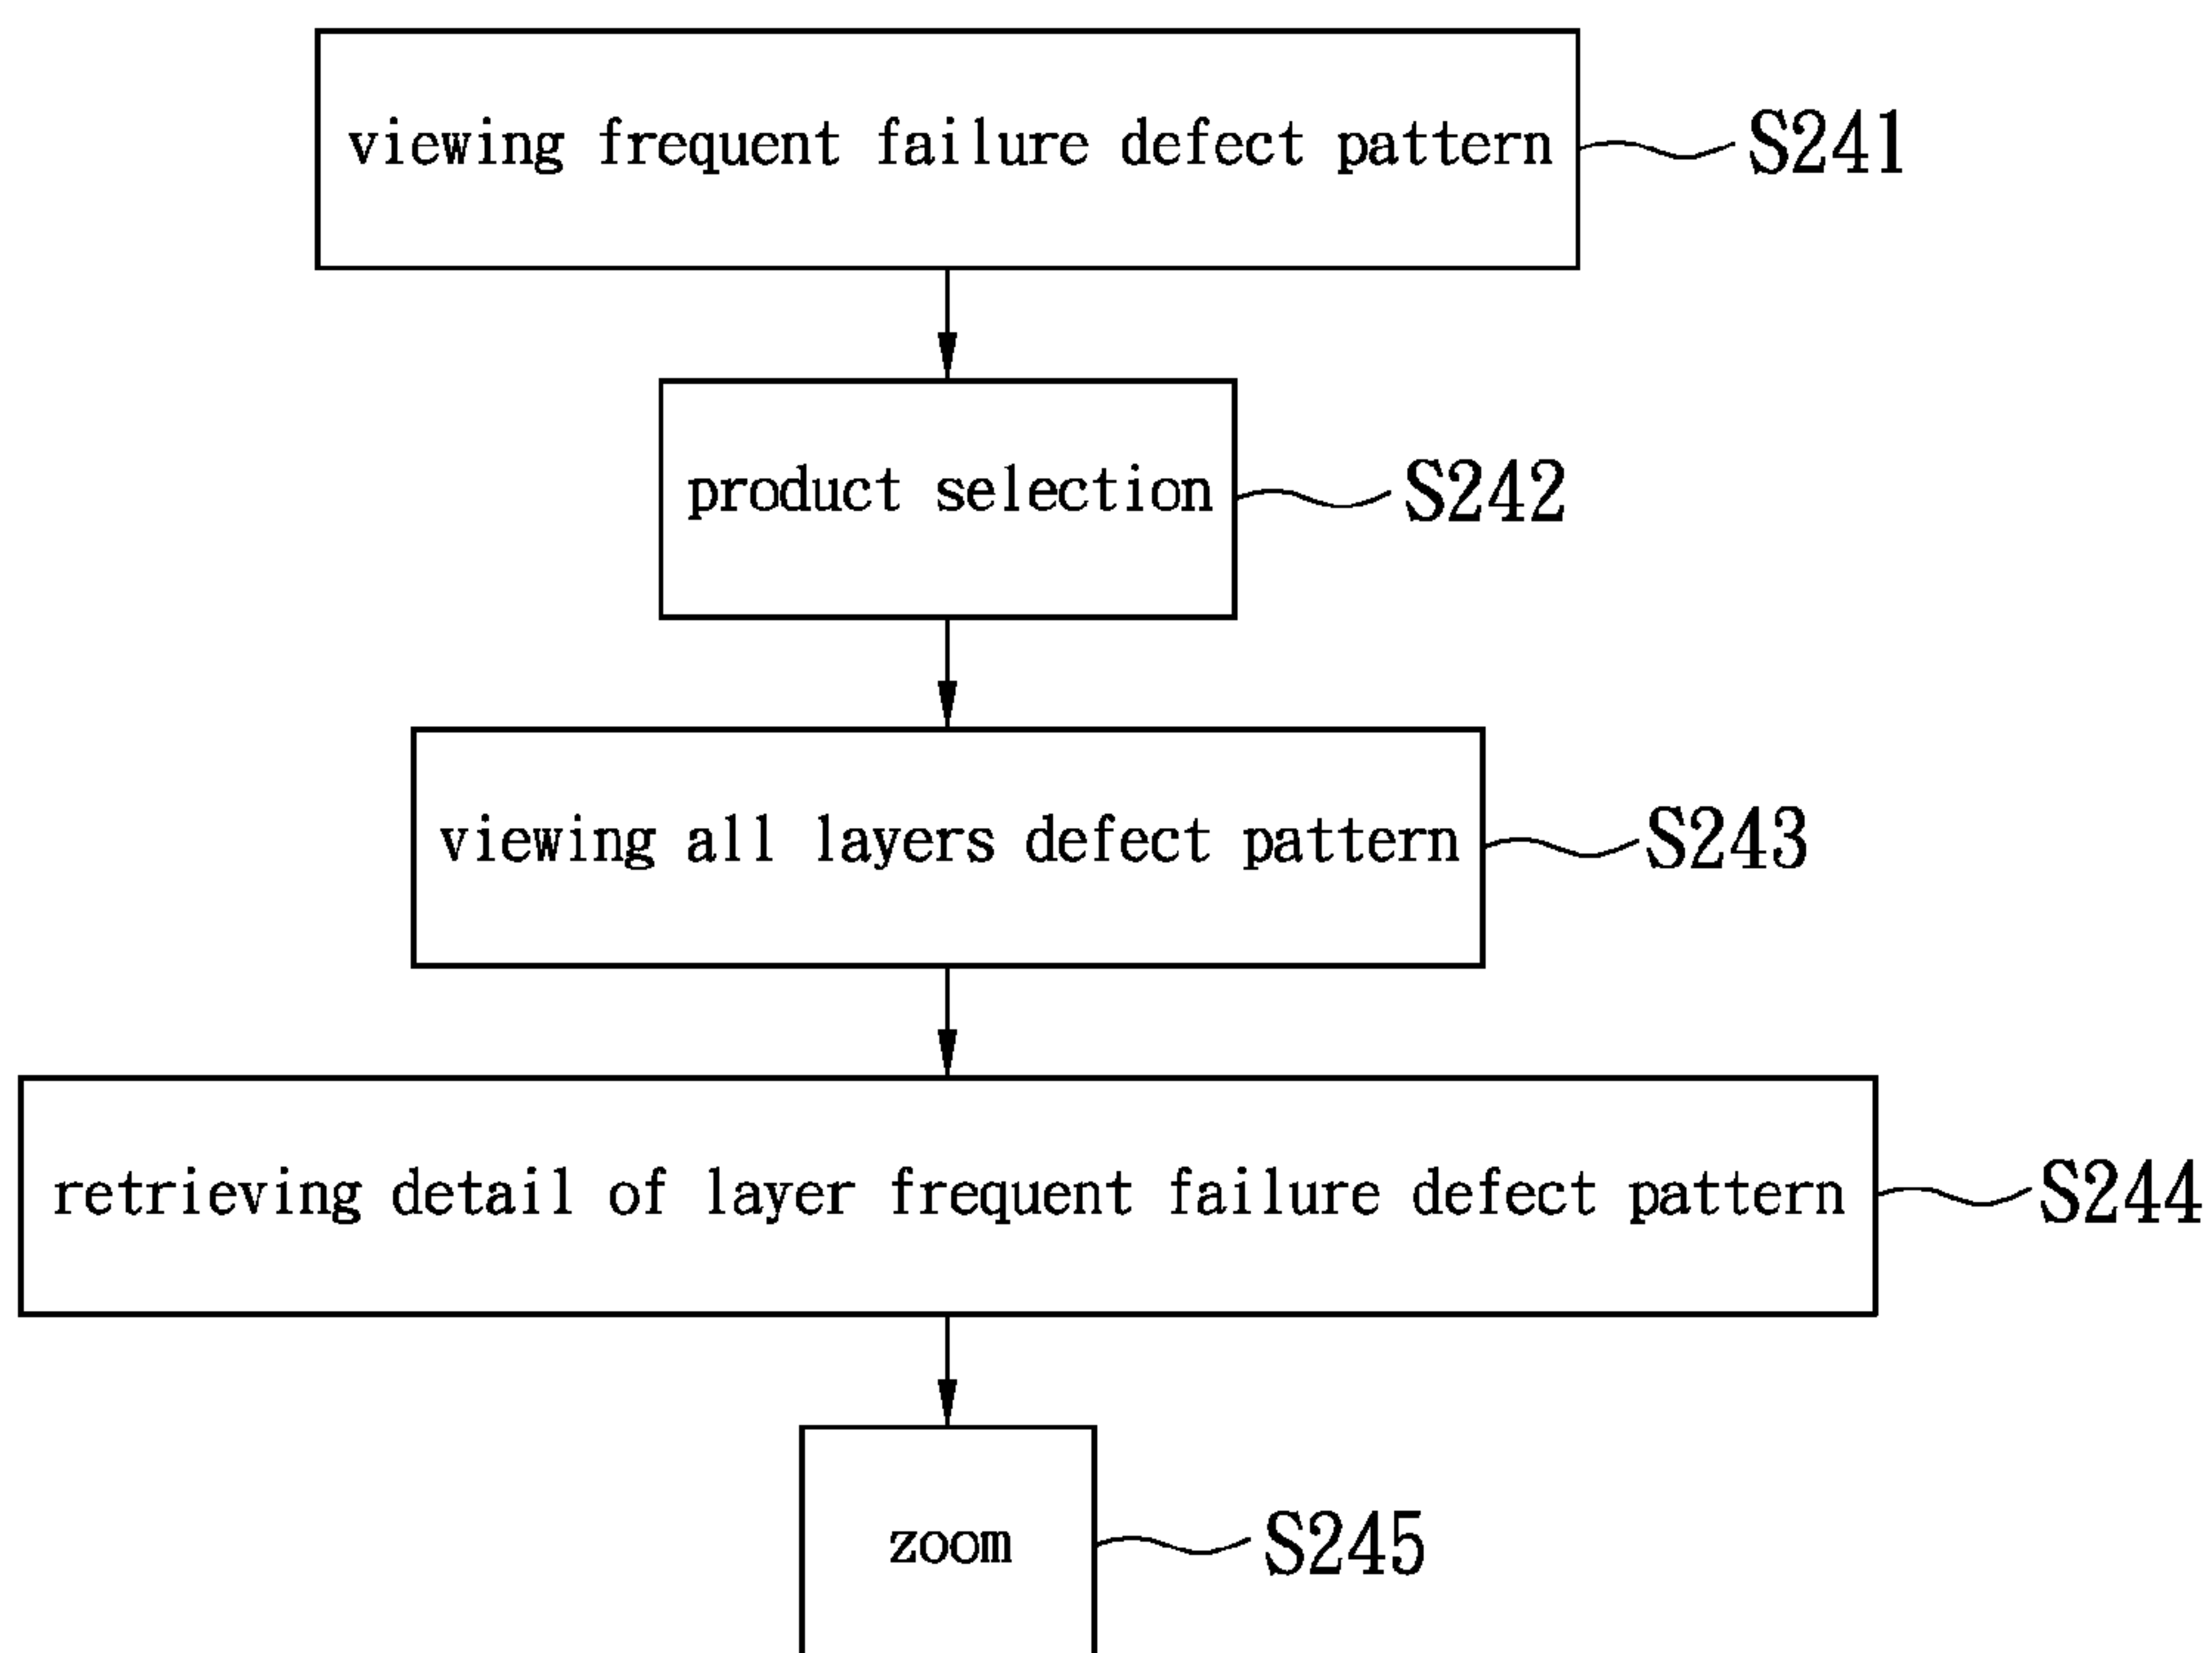 viewing frequent failure defect pattern S241
product selection S242
viewing all layers defect pattern S243
retrieving detail of layer frequent failure defect pattern S244
zoom S245